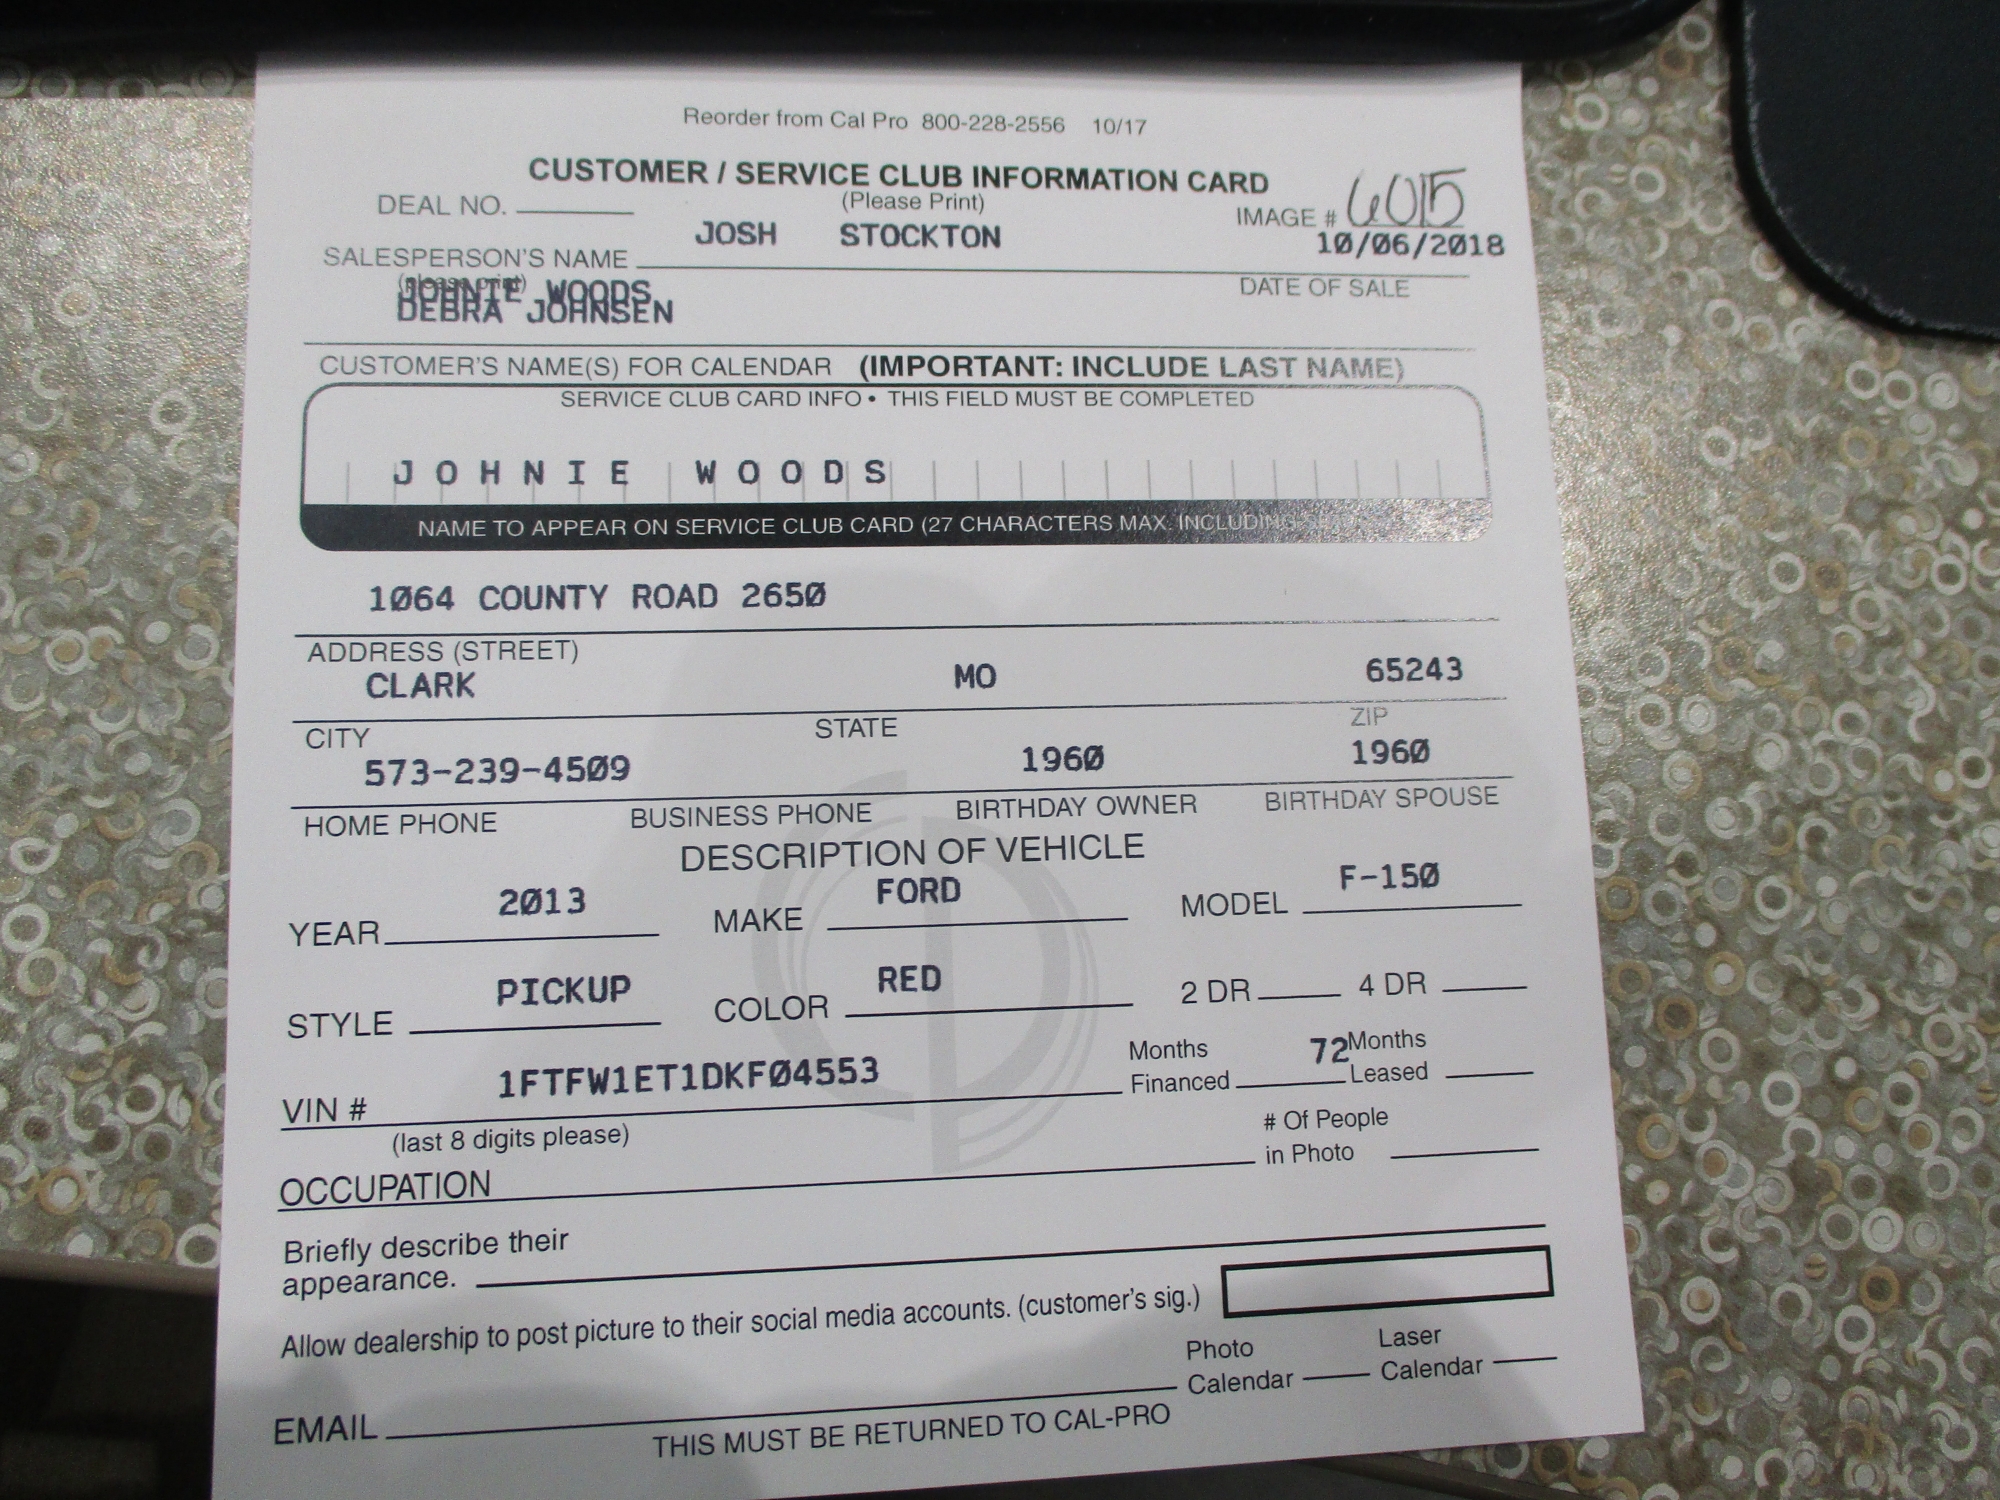 Reorder from Cal Pro 800-228-2556 10/17
CUSTOMER / SERVICE CLUB INFORMATION CARD
(Please Print)
DEAL NO.
IMAGE # 6015
JOSH STOCKTON
10/06/2018
SALESPERSON'S NAME
(please print)
DATE OF SALE
JOHNIE WOODS
DEBRA JOHNSEN
CUSTOMER'S NAME(S) FOR CALENDAR (IMPORTANT: INCLUDE LAST NAME)
SERVICE CLUB CARD INFO • THIS FIELD MUST BE COMPLETED
JOHNIE WOODS
NAME TO APPEAR ON SERVICE CLUB CARD (27 CHARACTERS MAX. INCLUDING
1064 COUNTY ROAD 2650
ADDRESS (STREET)
CLARK MO 65243
CITY STATE ZIP
573-239-4509 1960 1960
HOME PHONE BUSINESS PHONE BIRTHDAY OWNER BIRTHDAY SPOUSE
DESCRIPTION OF VEHICLE
YEAR 2013 MAKE FORD MODEL F-150
STYLE PICKUP COLOR RED 2 DR 4 DR
VIN # 1FTFW1ET1DKF04553 Months Financed 72 Months Leased
(last 8 digits please)
# Of People
in Photo
OCCUPATION
Briefly describe their
appearance.
Allow dealership to post picture to their social media accounts. (customer's sig.)
Photo Calendar Laser Calendar
EMAIL
THIS MUST BE RETURNED TO CAL-PRO